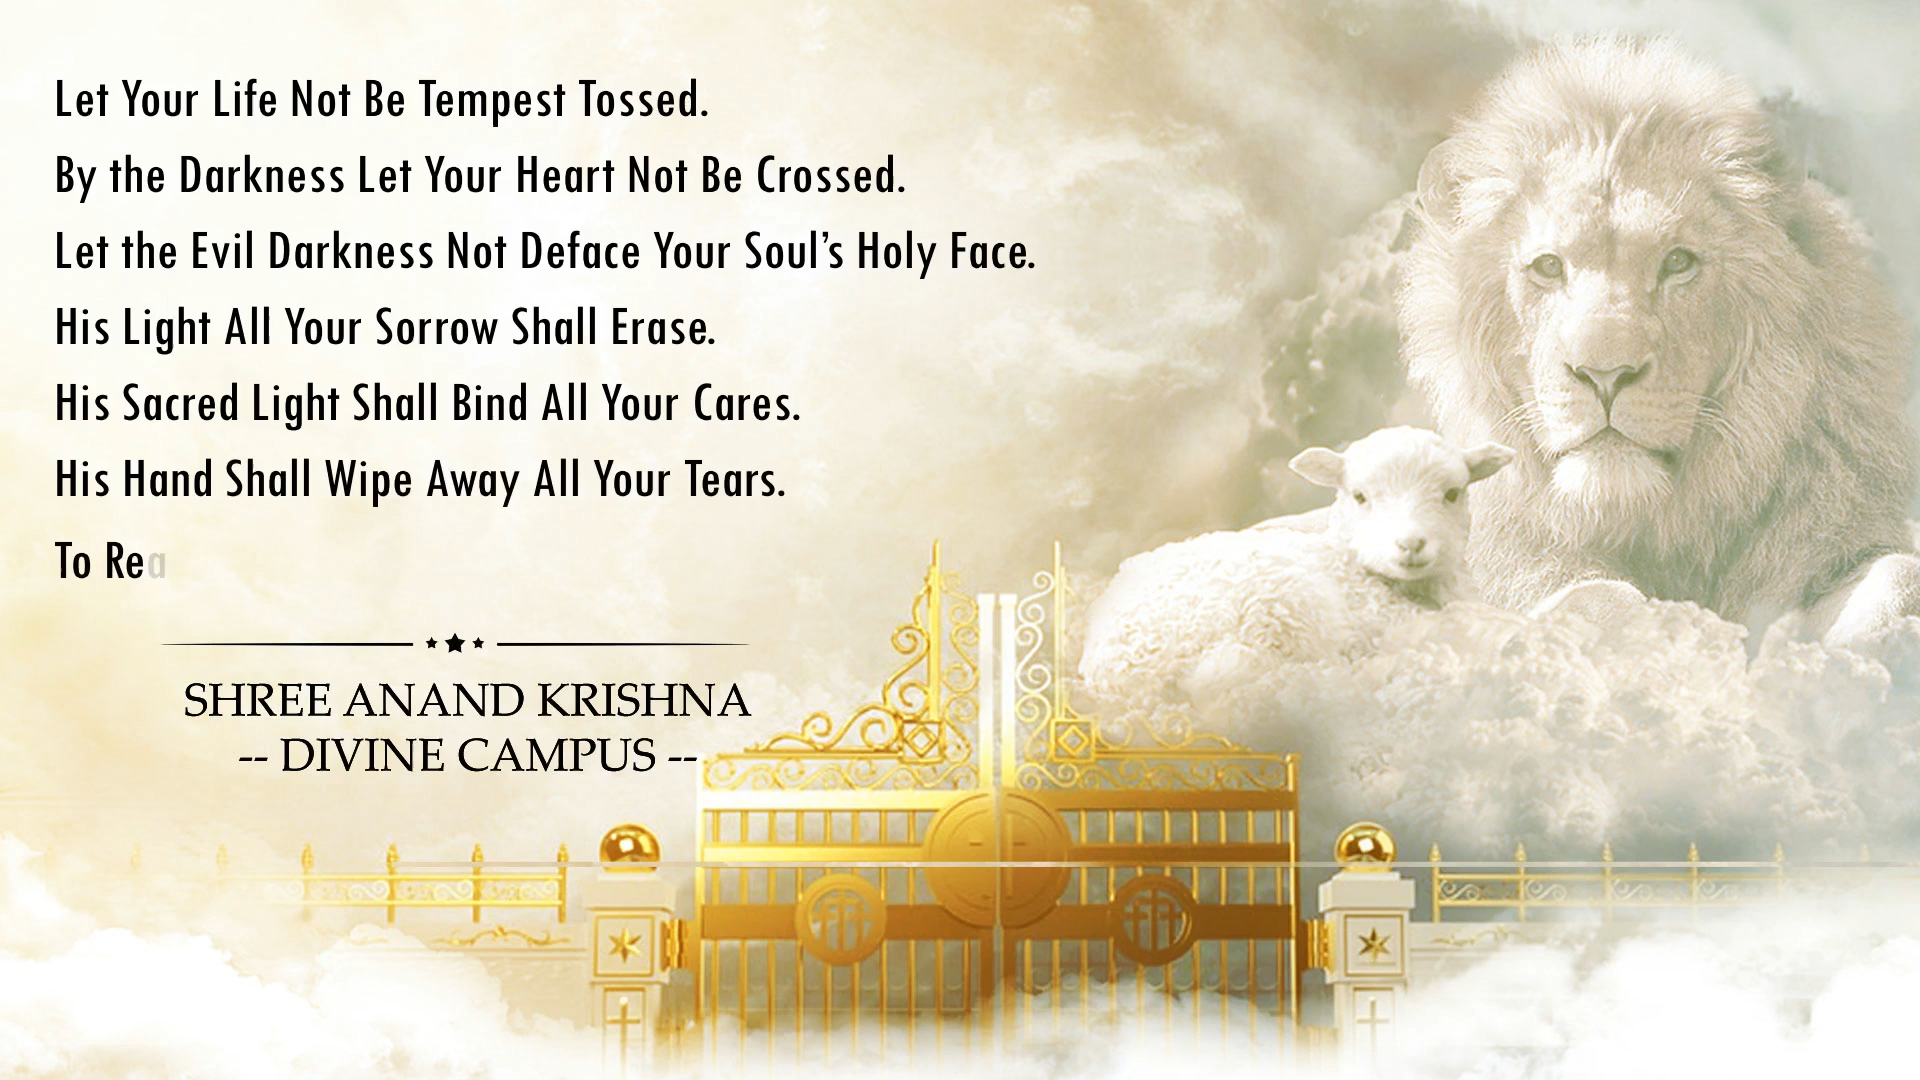 Let Your Life Not Be Tempest Tossed.
By the Darkness Let Your Heart Not Be Crossed.
Let the Evil Darkness Not Deface Your Soul’s Holy Face.
His Light All Your Sorrow Shall Erase.
His Sacred Light Shall Bind All Your Cares.
His Hand Shall Wipe Away All Your Tears.
To Rea
SHREE ANAND KRISHNA
-- DIVINE CAMPUS --